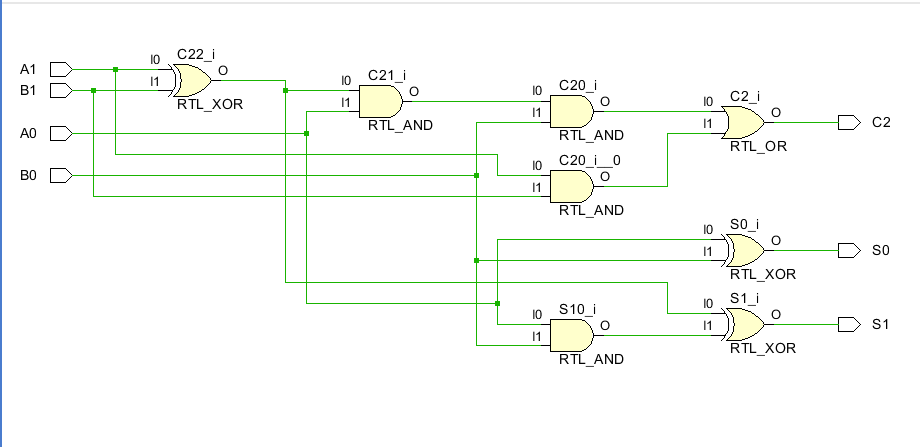 A1
B1
A0
B0
I0
I1
C22_i
O
RTL_XOR
I0
I1
C21_i
O
RTL_AND
I0
I1
C20_i
O
RTL_AND
I0
I1
C20_i__0
O
RTL_AND
I0
I1
C2_i
O
RTL_OR
C2
I0
I1
S0_i
O
RTL_XOR
S0
I0
I1
S10_i
O
RTL_AND
I0
I1
S1_i
O
RTL_XOR
S1